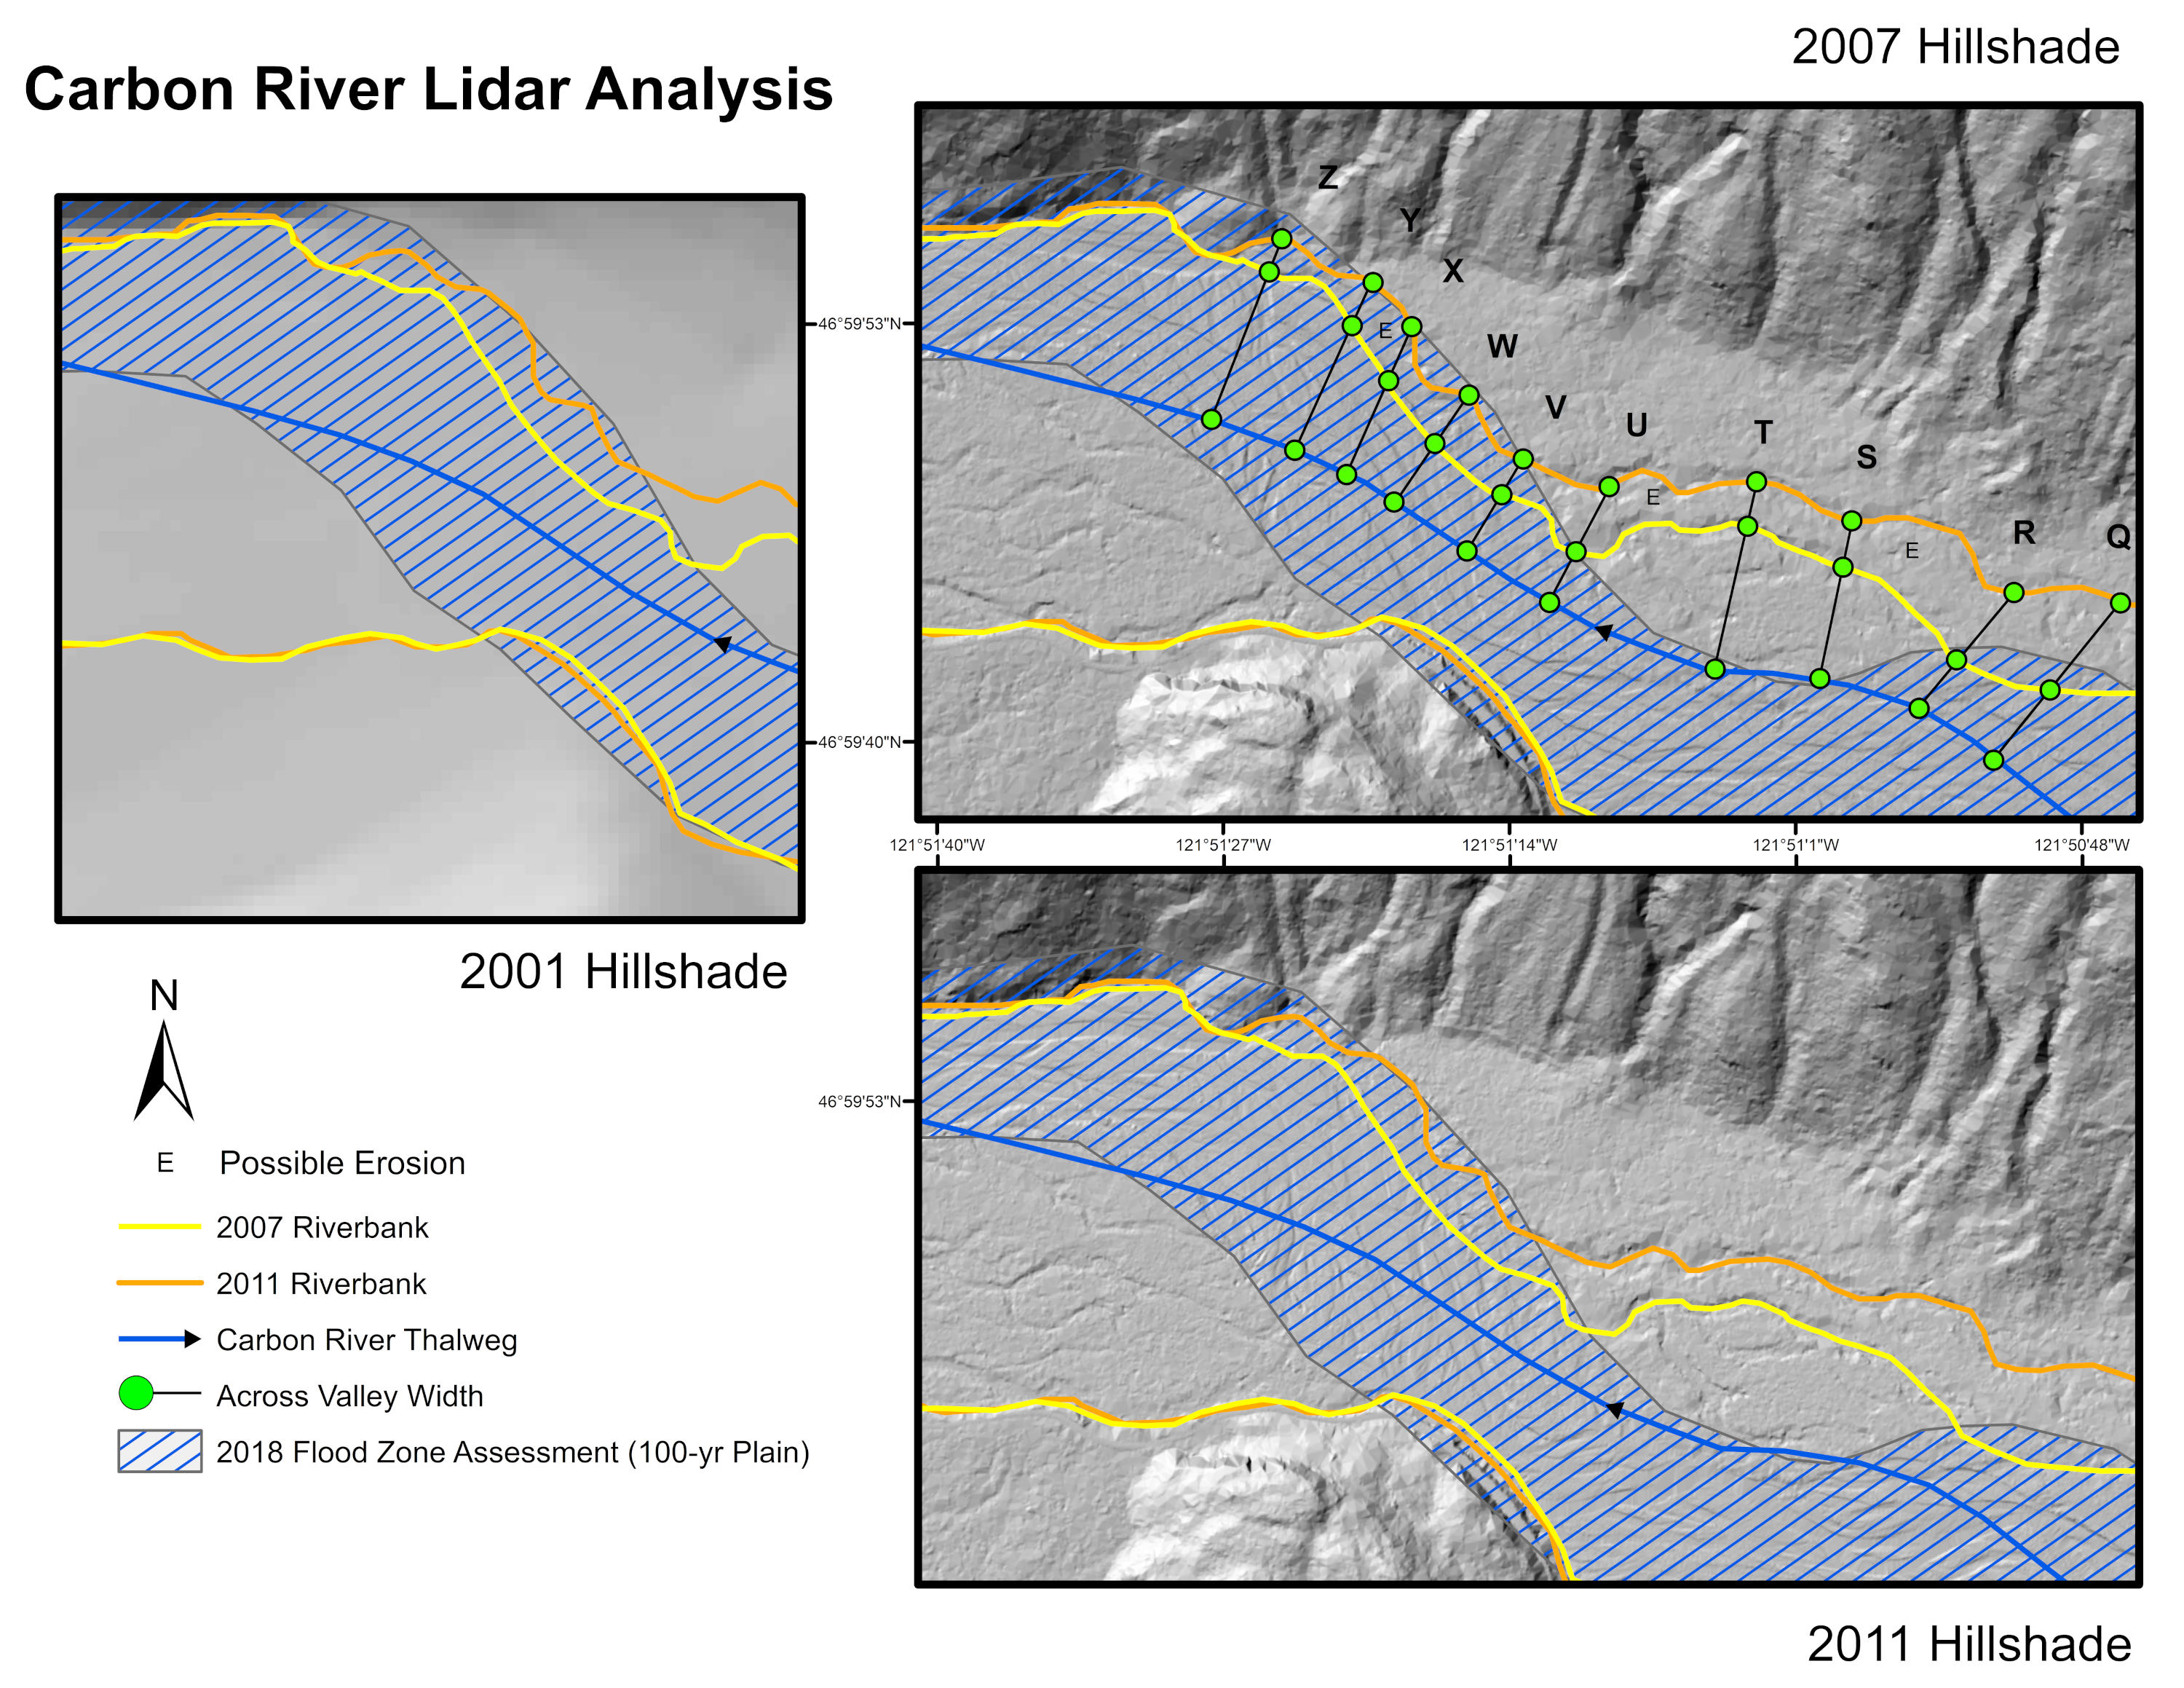 2007 Hillshade
Carbon River Lidar Analysis
Z
Y
X
W
V
U
T
S
R
Q
E
E
E
46°59'53"N
46°59'40"N
121°51'40"W 121°51'27"W 121°51'14"W 121°51'1"W 121°50'48"W
2001 Hillshade
46°59'53"N
N
E Possible Erosion
2007 Riverbank
2011 Riverbank
Carbon River Thalweg
Across Valley Width
2018 Flood Zone Assessment (100-yr Plain)
2011 Hillshade